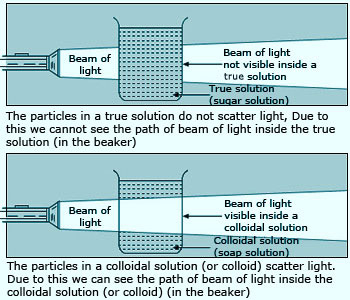 Beam of
light
Beam of light
not visible inside a
true solution
True solution
(sugar solution)
The particles in a true solution do not scatter light, Due to
this we cannot see the path of beam of light inside the true
solution (in the beaker)
Beam of
light
Beam of light
visible inside a
colloidal solution
Colloidal solution
(soap solution)
The particles in a colloidal solution (or colloid) scatter light.
Due to this we can see the path of beam of light inside the
colloidal solution (or colloid) (in the beaker)